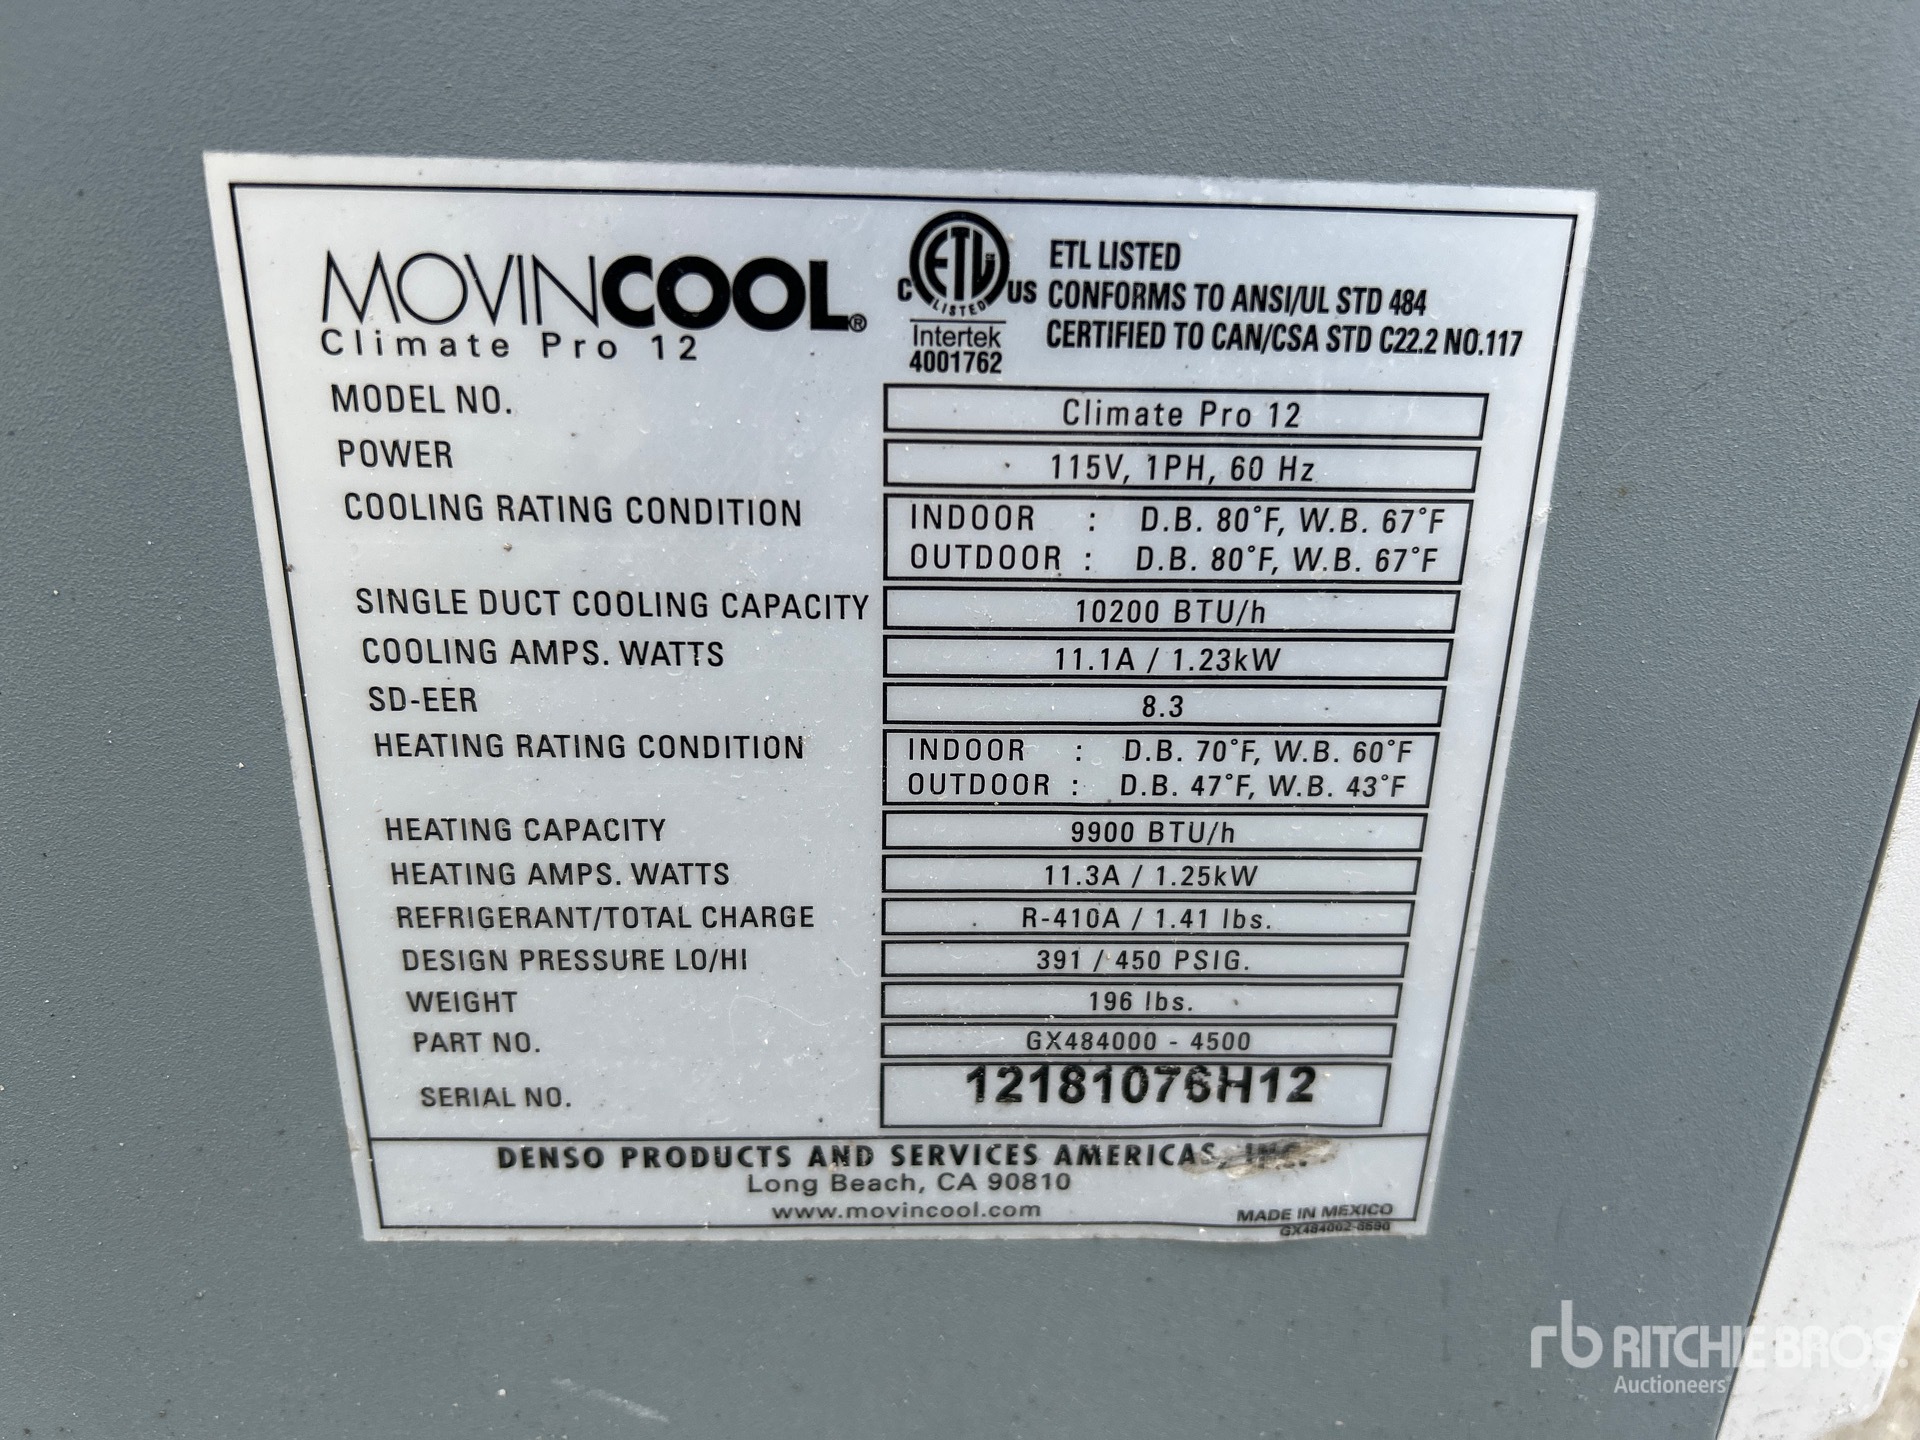 MOVINCOOL®
Climate Pro 12
C ETL US
LISTED
Intertek
4001762
ETL LISTED
CONFORMS TO ANSI/UL STD 484
CERTIFIED TO CAN/CSA STD C22.2 NO.117
MODEL NO. Climate Pro 12
POWER 115V, 1PH, 60 Hz
COOLING RATING CONDITION INDOOR : D.B. 80°F, W.B. 67°F
OUTDOOR : D.B. 80°F, W.B. 67°F
SINGLE DUCT COOLING CAPACITY 10200 BTU/h
COOLING AMPS. WATTS 11.1A / 1.23kW
SD-EER 8.3
HEATING RATING CONDITION INDOOR : D.B. 70°F, W.B. 60°F
OUTDOOR : D.B. 47°F, W.B. 43°F
HEATING CAPACITY 9900 BTU/h
HEATING AMPS. WATTS 11.3A / 1.25kW
REFRIGERANT/TOTAL CHARGE R-410A / 1.41 lbs.
DESIGN PRESSURE LO/HI 391 / 450 PSIG.
WEIGHT 196 lbs.
PART NO. GX484000 - 4500
SERIAL NO. 12181076H12
DENSO PRODUCTS AND SERVICES AMERICAS, INC.
Long Beach, CA 90810
www.movincool.com
MADE IN MEXICO
rb RITCHIE BROS.
Auctioneers